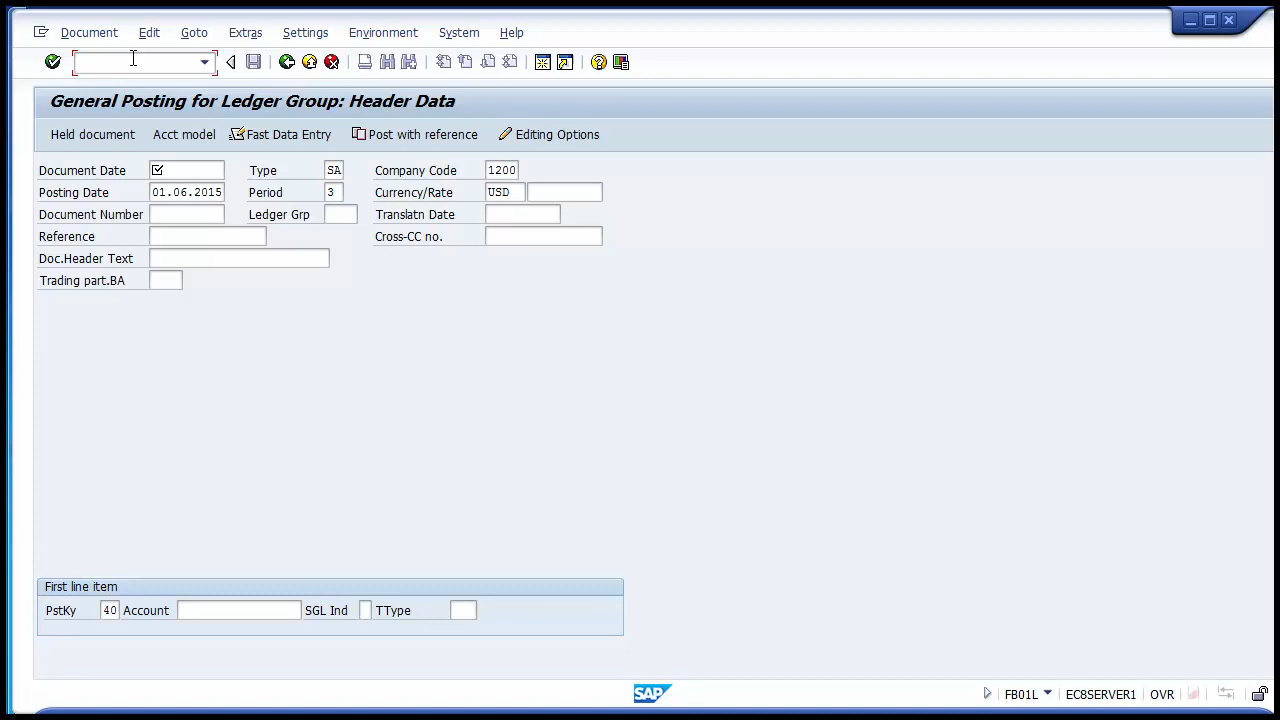 Document Edit Goto Extras Settings Environment System Help
General Posting for Ledger Group: Header Data
Held document Acct model Fast Data Entry Post with reference Editing Options
Document Date Type SA Company Code 1200
Posting Date 01.06.2015 Period 3 Currency/Rate USD
Document Number Ledger Grp Translatn Date
Reference Cross-CC no.
Doc.Header Text
Trading part.BA
First line item
PstKy 40 Account SGL Ind TType
SAP FB01L EC8SERVER1 OVR